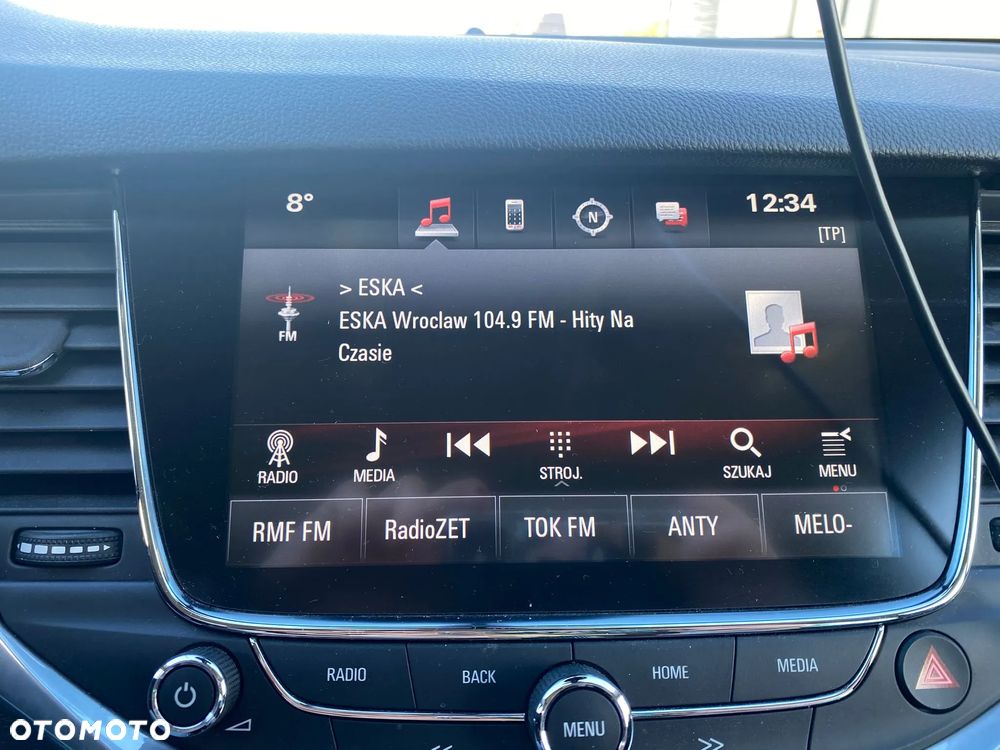 8°
12:34
N
[TP]
> ESKA <
ESKA Wroclaw 104.9 FM - Hity Na
Czasie
FM
RADIO
MEDIA
STROJ.
SZUKAJ
MENU
RMF FM
RadioZET
TOK FM
ANTY
MELO-
RADIO
BACK
HOME
MEDIA
MENU
OTOMOTO